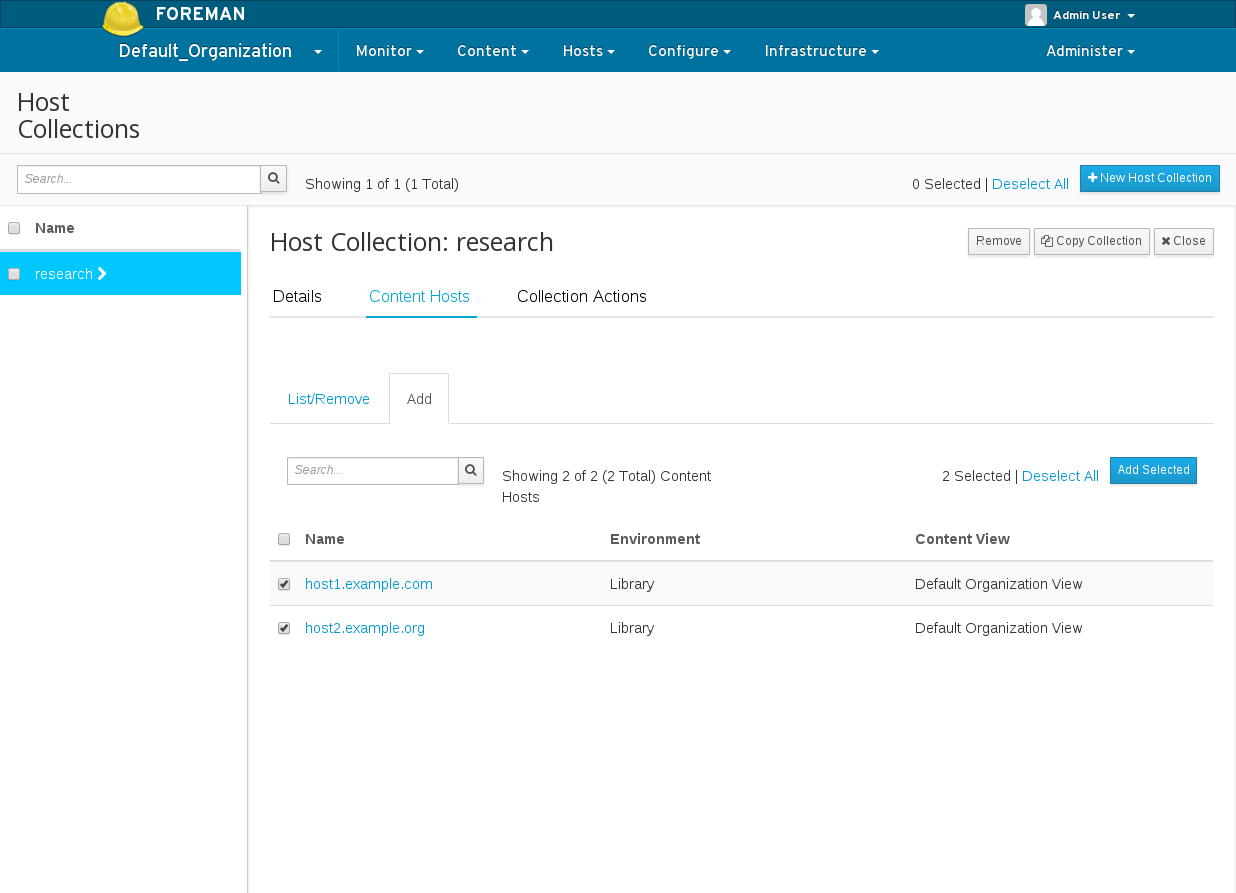 FOREMAN
Admin User
Default_Organization
Monitor
Content
Hosts
Configure
Infrastructure
Administer
Host
Collections
Search...
Showing 1 of 1 (1 Total)
0 Selected | Deselect All
New Host Collection
Name
research
Host Collection: research
Remove
Copy Collection
Close
Details
Content Hosts
Collection Actions
List/Remove
Add
Search...
Showing 2 of 2 (2 Total) Content
Hosts
2 Selected | Deselect All
Add Selected
Name Environment Content View
host1.example.com Library Default Organization View
host2.example.org Library Default Organization View